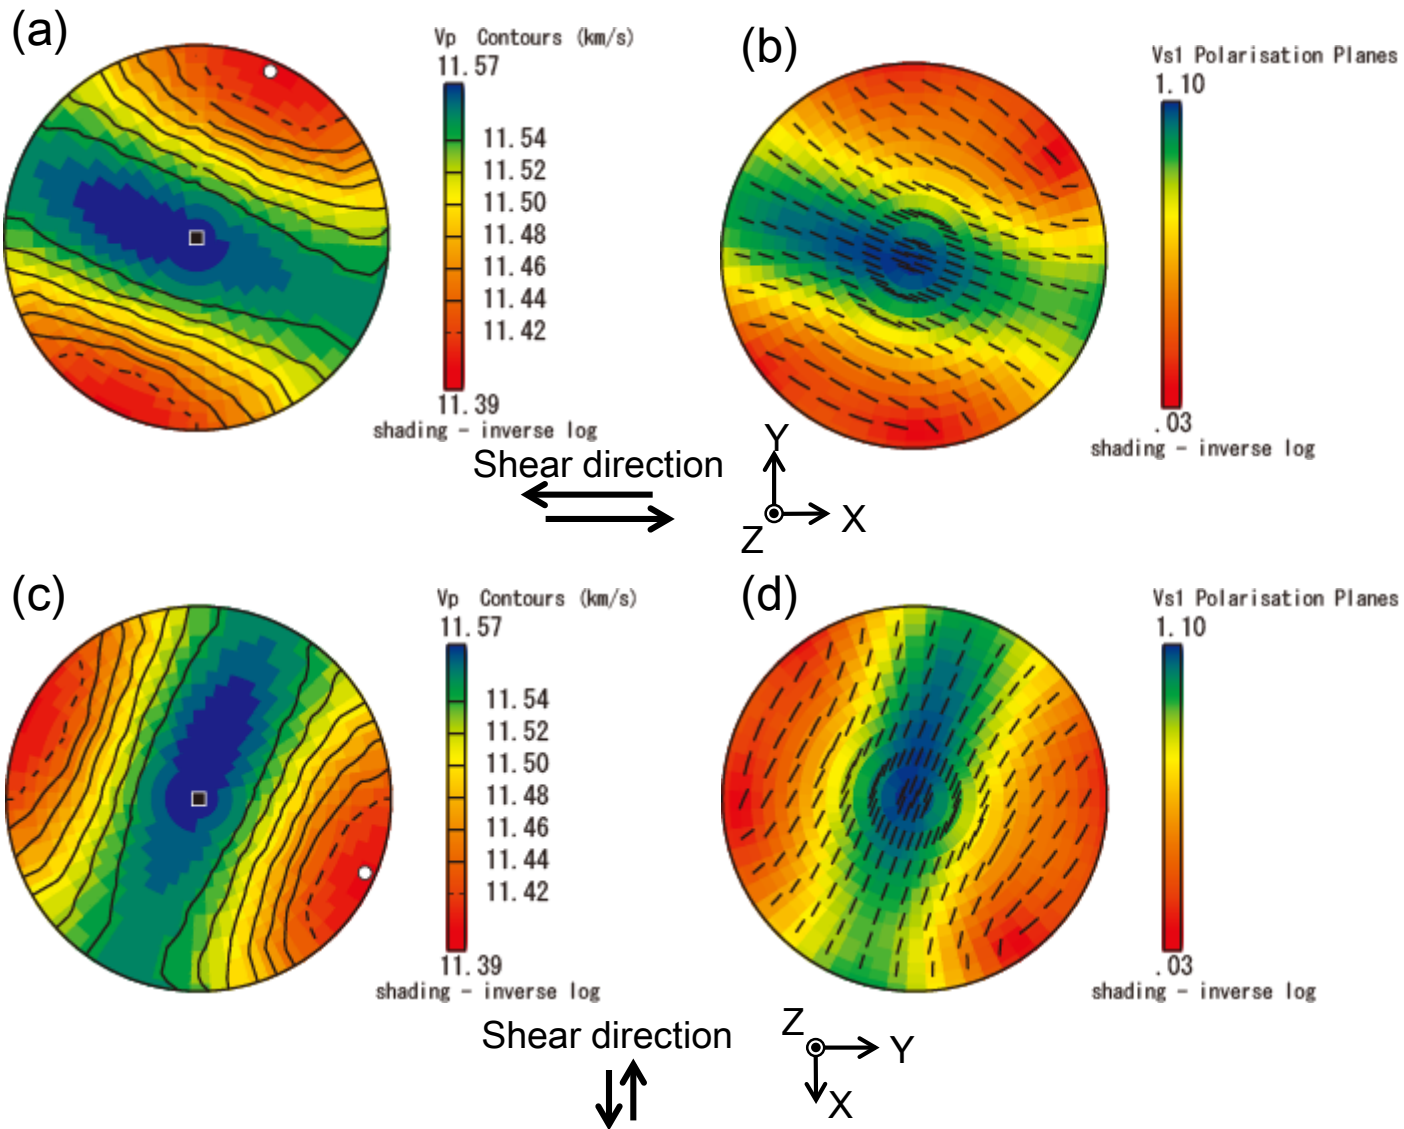 (a)
Vp Contours (km/s)
11.57
11.54
11.52
11.50
11.48
11.46
11.44
11.42
11.39
shading - inverse log
(b)
Vs1 Polarisation Planes
1.10
.03
shading - inverse log
Shear direction
Y
X
Z
(c)
Vp Contours (km/s)
11.57
11.54
11.52
11.50
11.48
11.46
11.44
11.42
11.39
shading - inverse log
(d)
Vs1 Polarisation Planes
1.10
.03
shading - inverse log
Shear direction
Z
Y
X